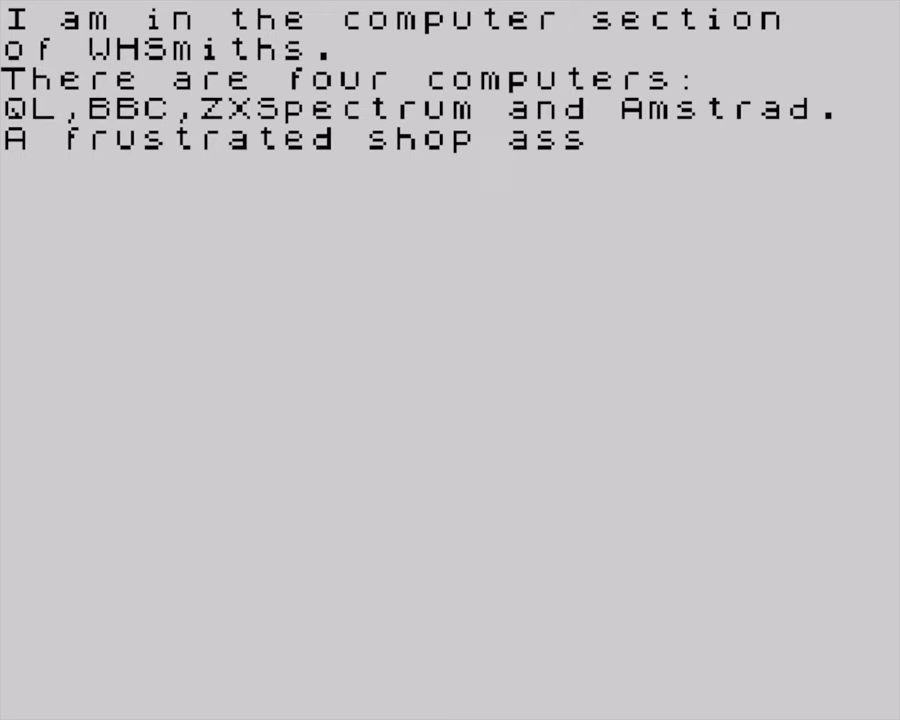 I am in the computer section
of WHSmiths.
There are four computers:
QL,BBC,ZXSpectrum and Amstrad.
A frustrated shop ass